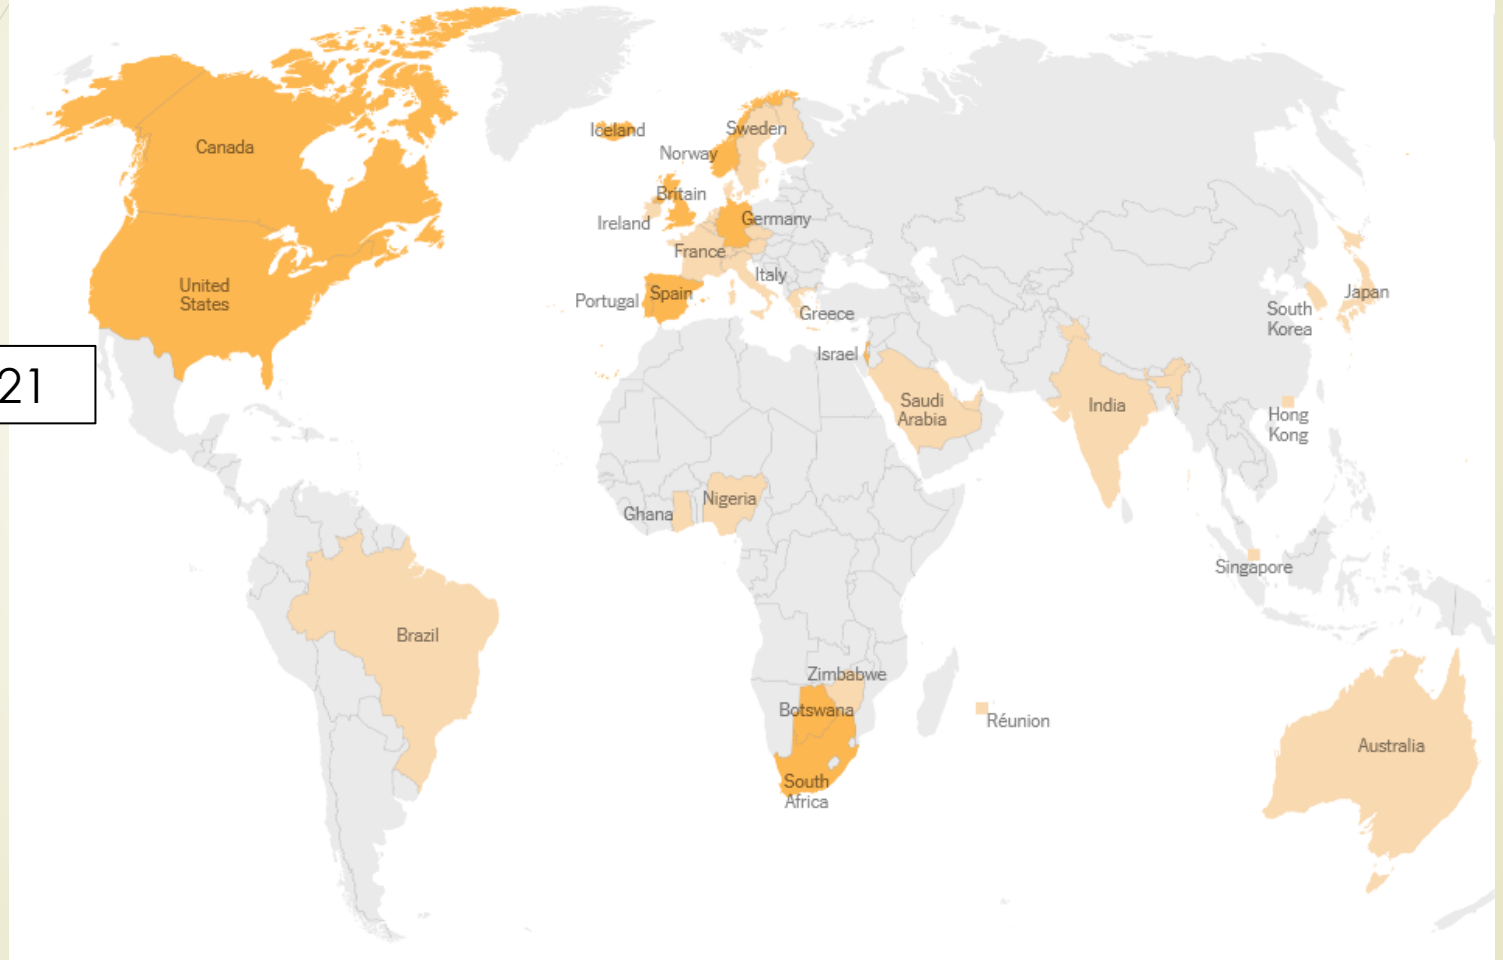 Canada
Iceland
Sweden
Norway
Britain
Ireland
Germany
France
Italy
Portugal
Spain
Greece
United
States
Israel
South
Korea
Japan
21
Saudi
Arabia
India
Hong
Kong
Nigeria
Ghana
Singapore
Brazil
Zimbabwe
Botswana
Réunion
Australia
South
Africa